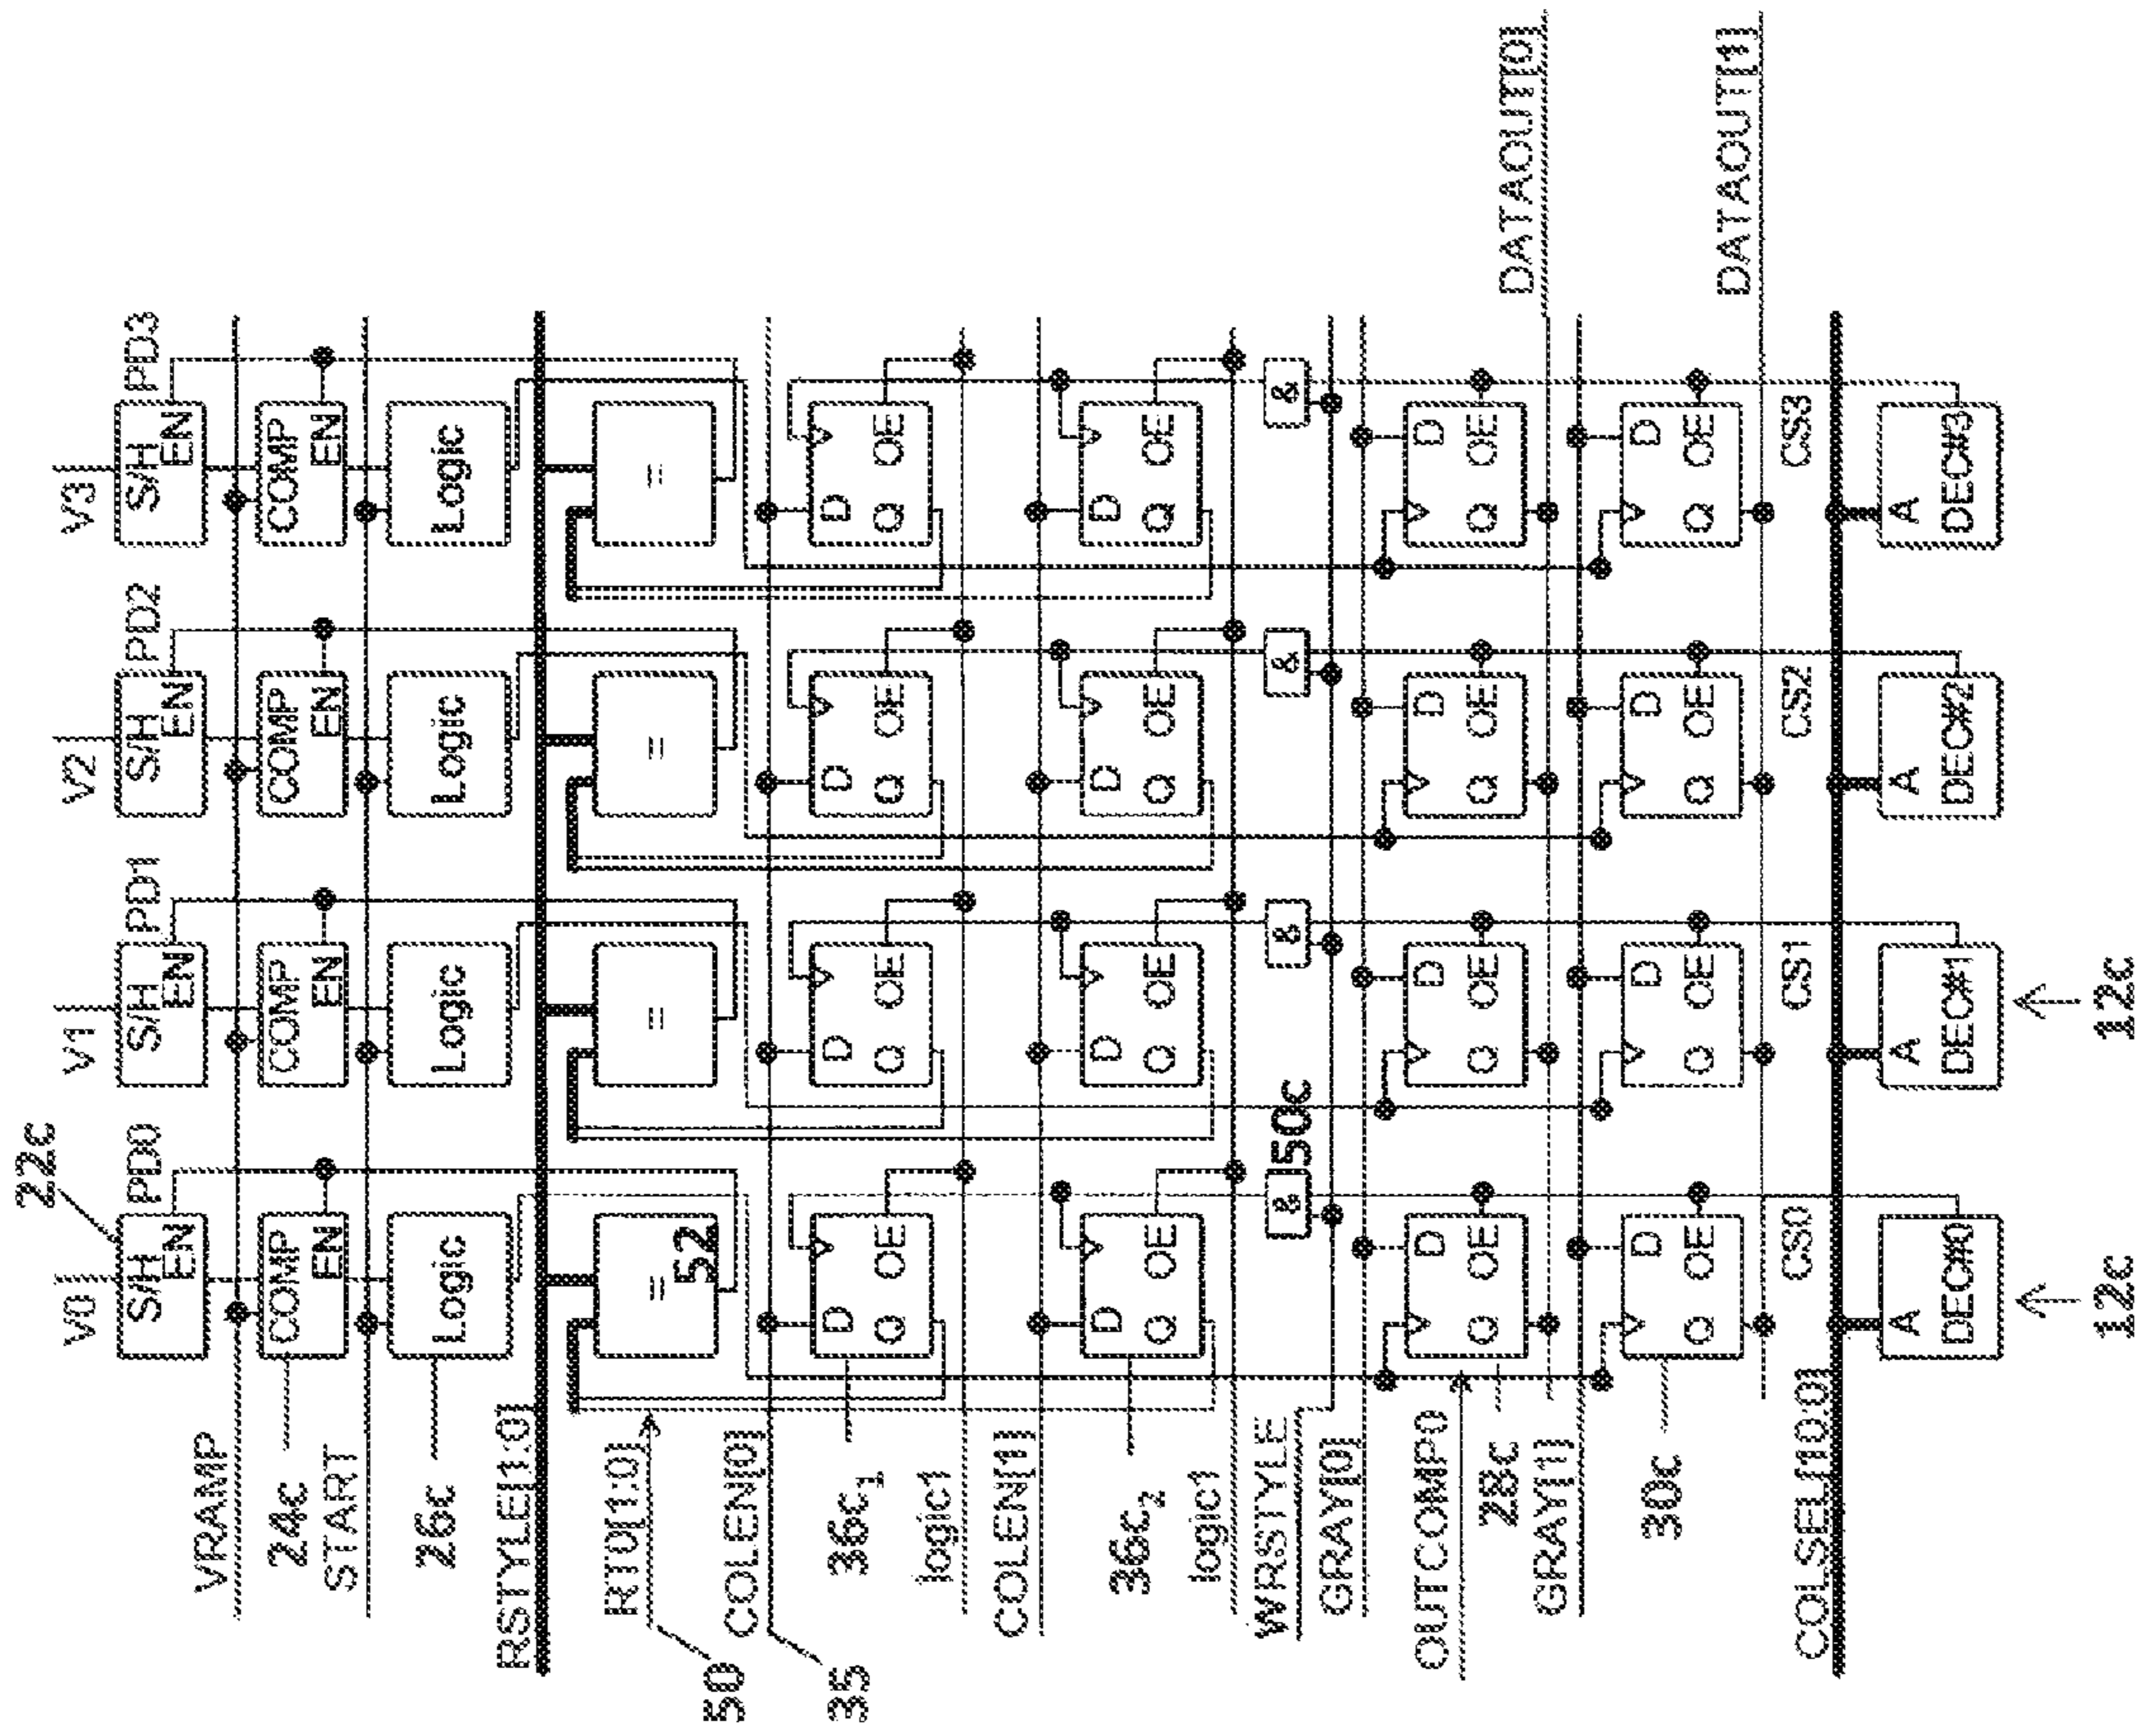 V0 V1 V2 V3
22c
S/H EN PD0 S/H EN PD1 S/H EN PD2 S/H EN PD3
VRAMP
24c COMP EN COMP EN COMP EN COMP EN
START
26c Logic Logic Logic Logic
RSTYLE[1:0]
50 RT0[1:0] = 52 = = =
35 COLEN[0]
36c1 D Q OE D Q OE D Q OE D Q OE
logic1
COLEN[1]
36c2 D Q OE D Q OE D Q OE D Q OE
logic1
& 50c & & &
WRSTYLE
GRAY[0]
OUTCOMP0
28c D Q OE D Q OE D Q OE D Q OE
DATAOUT[0]
GRAY[1]
30c D Q OE D Q OE D Q OE D Q OE
DATAOUT[1]
CS0 CS1 CS2 CS3
COLSEL[10:0]
A DEC#0 A DEC#1 A DEC#2 A DEC#3
12c 12c